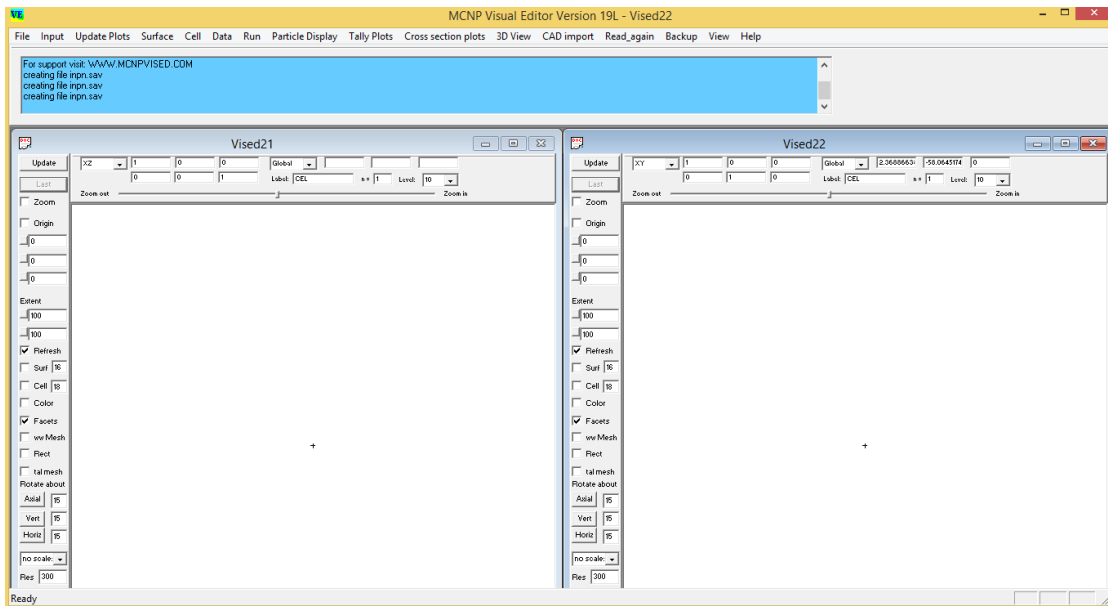 VE MCNP Visual Editor Version 19L - Vised22
File Input Update Plots Surface Cell Data Run Particle Display Tally Plots Cross section plots 3D View CAD import Read_again Backup View Help
For support visit: WWW.MCNPVISED.COM
creating file inpn.sav
creating file inpn.sav
creating file inpn.sav
Vised21
Update XZ 1 0 0 Global
Last 0 0 1 Label: CEL n = 1 Level: 10
Zoom out Zoom in
Zoom
Origin
0
0
0
Extent
100
100
Refresh
Surf 16
Cell 18
Color
Facets
ww Mesh
Rect
tal mesh
Rotate about
Axial 15
Vert 15
Horiz 15
no scale:
Res 300
Vised22
Update XY 1 0 0 Global 2.3688663 -58.0645174 0
Last 0 1 0 Label: CEL n = 1 Level: 10
Zoom out Zoom in
Zoom
Origin
0
0
0
Extent
100
100
Refresh
Surf 16
Cell 18
Color
Facets
ww Mesh
Rect
tal mesh
Rotate about
Axial 15
Vert 15
Horiz 15
no scale:
Res 300
Ready